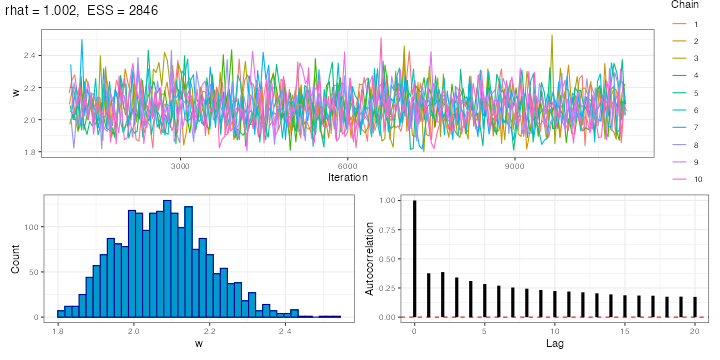 rhat = 1.002, ESS = 2846
Chain
1
2
3
4
5
6
7
8
9
10
w
2.4
2.2
2.0
1.8
3000 6000 9000
Iteration
Count
100
50
0
1.8 2.0 2.2 2.4
w
Autocorrelation
1.00
0.75
0.50
0.25
0.00
0 5 10 15 20
Lag